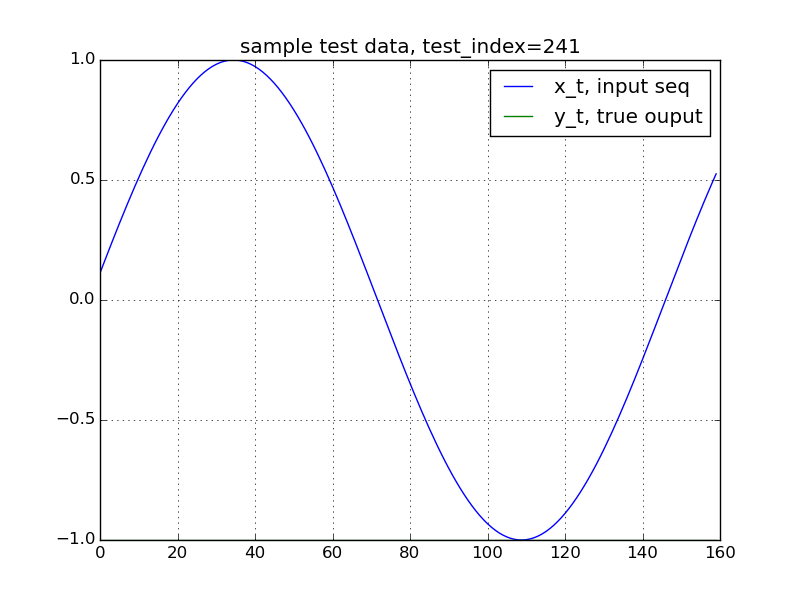 sample test data, test_index=241
x_t, input seq
y_t, true ouput
1.0
0.5
0.0
−0.5
−1.0
0 20 40 60 80 100 120 140 160